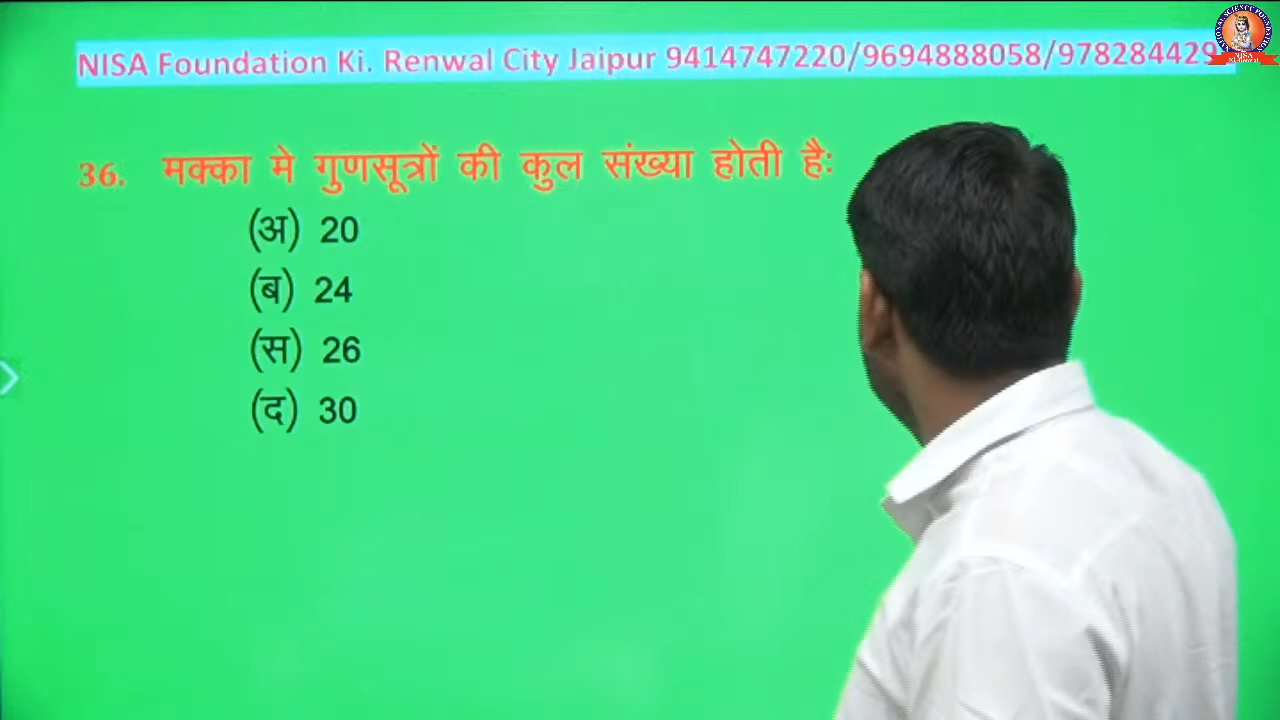 NISA Foundation Ki. Renwal City Jaipur 9414747220/9694888058/978284429
36. मक्का मे गुणसूत्रों की कुल संख्या होती हैः
(अ) 20
(ब) 24
(स) 26
(द) 30